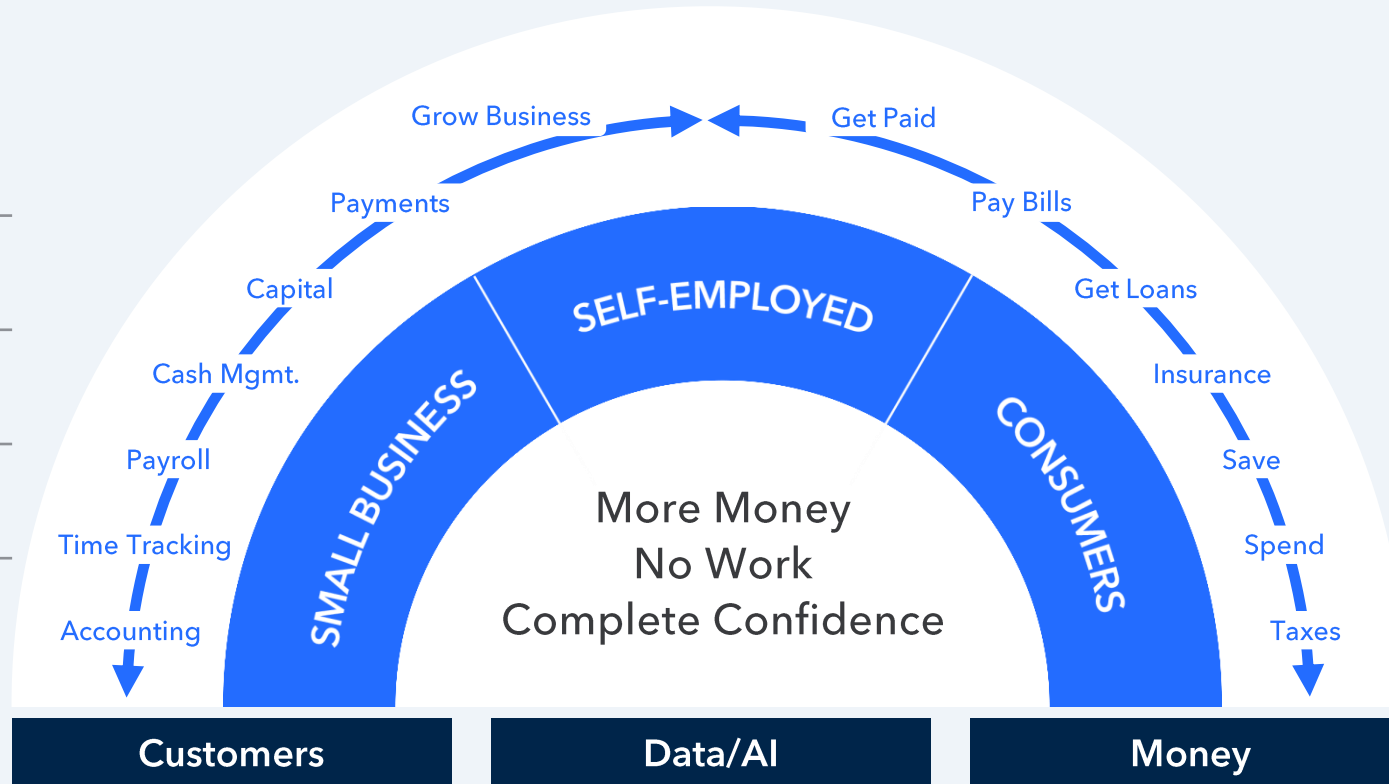 Grow Business
Get Paid
Payments
Pay Bills
Capital
Get Loans
Cash Mgmt.
Insurance
Payroll
Save
Time Tracking
Spend
Accounting
Taxes
SMALL BUSINESS
SELF-EMPLOYED
CONSUMERS
More Money
No Work
Complete Confidence
Customers
Data/AI
Money